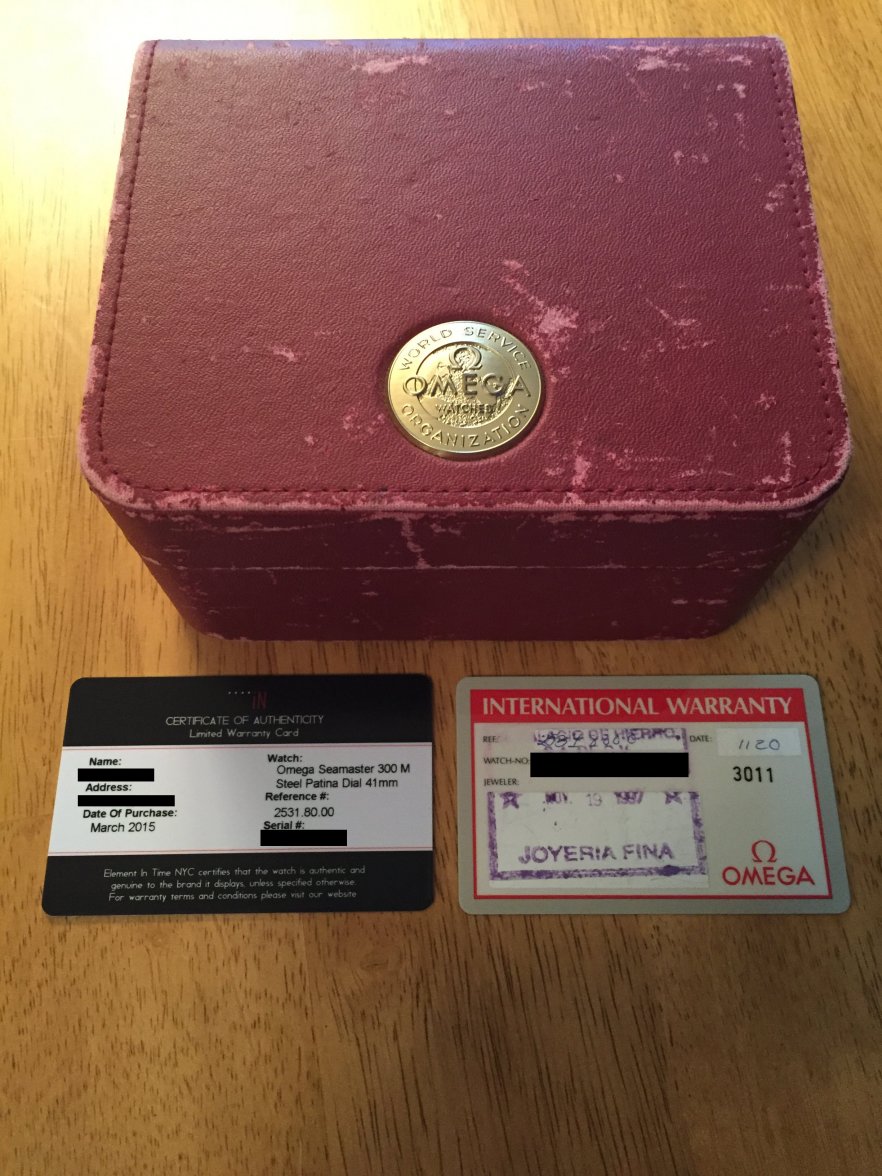 WORLD SERVICE
Ω
OMEGA
WATCHES
ORGANIZATION
iN
CERTIFICATE OF AUTHENTICITY
Limited Warranty Card
Name:
Address:
Date Of Purchase:
March 2015
Watch:
Omega Seamaster 300 M
Steel Patina Dial 41mm
Reference #:
2531.80.00
Serial #:
Element In Time NYC certifies that the watch is authentic and
genuine to the brand it displays, unless specified otherwise.
For warranty terms and conditions please visit our website
INTERNATIONAL WARRANTY
DE HIERRO,
DATE:
1120
WATCH-NO:
3011
JEWELER:
19 1997
JOYERIA FINA
Ω
OMEGA